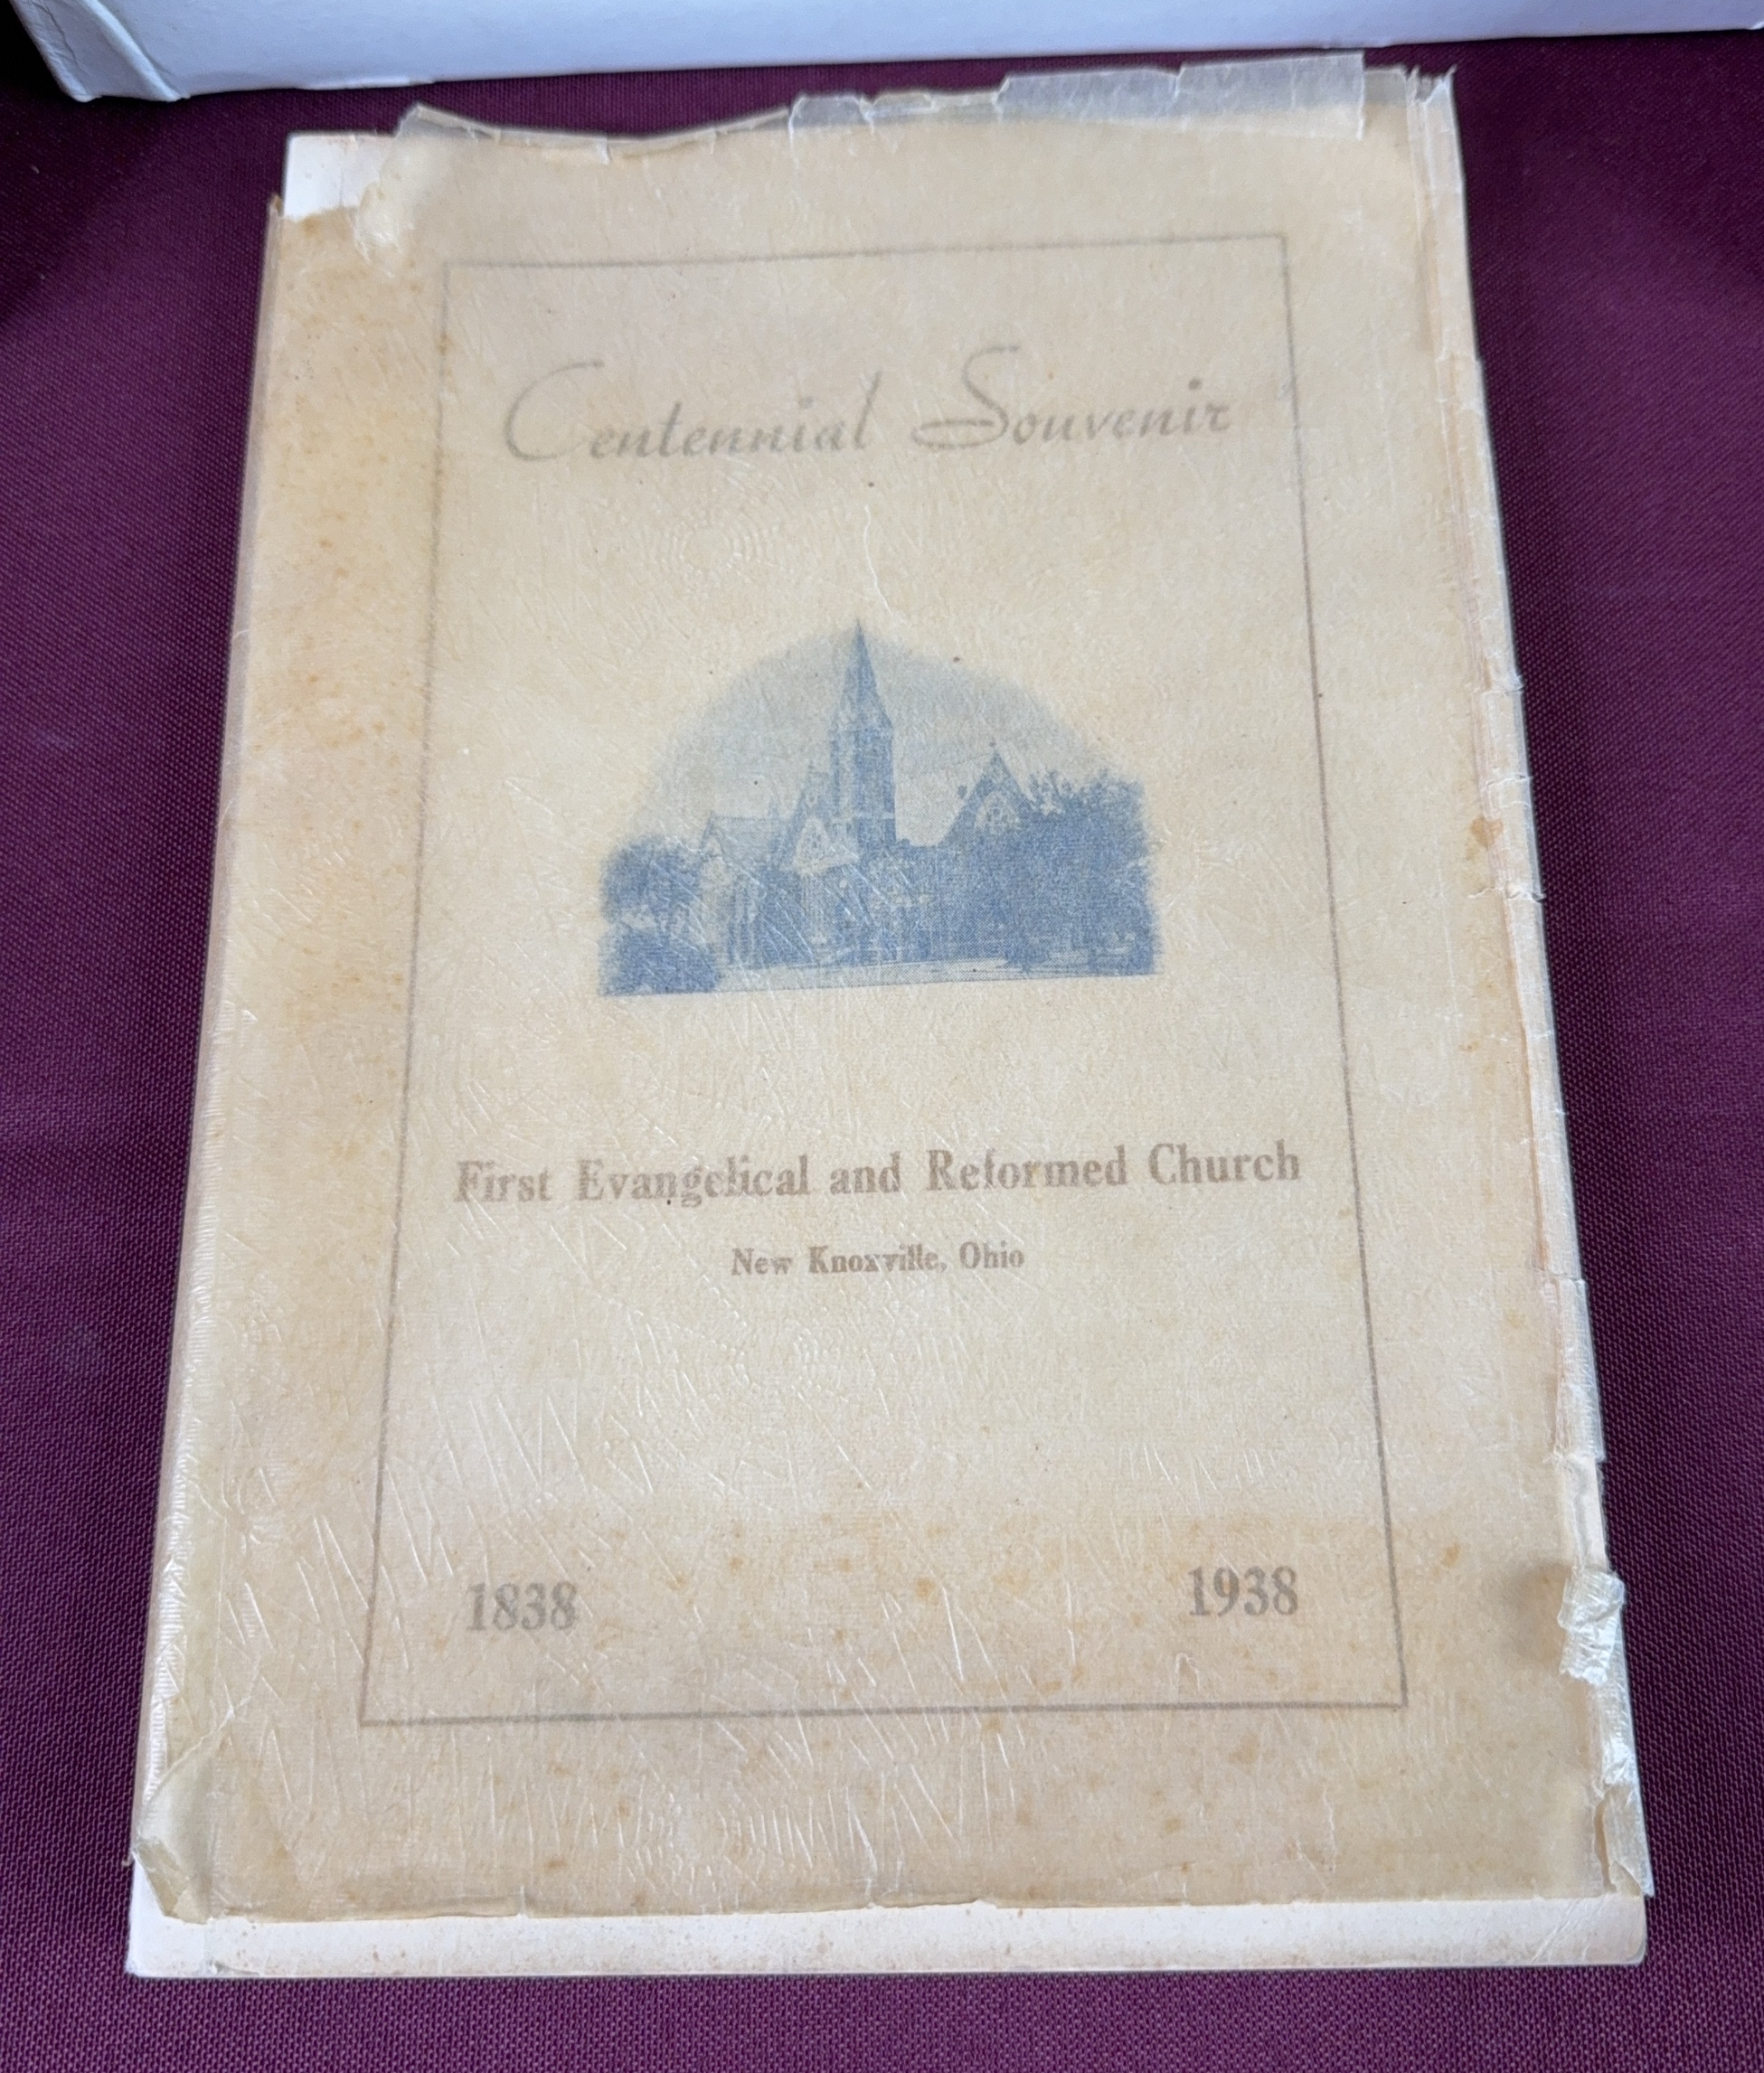 Centennial Souvenir
First Evangelical and Reformed Church
New Knoxville, Ohio
1838 1938